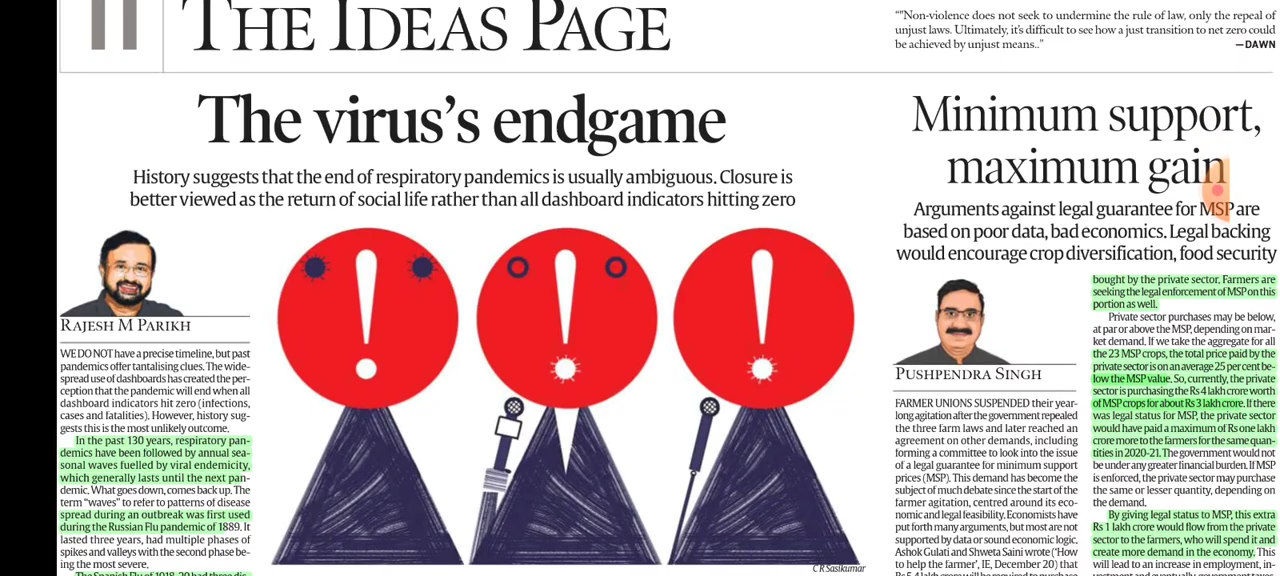 THE IDEAS PAGE
““Non-violence does not seek to undermine the rule of law, only the repeal of
unjust laws. Ultimately, it's difficult to see how a just transition to net zero could
be achieved by unjust means..”
—DAWN
The virus's endgame
History suggests that the end of respiratory pandemics is usually ambiguous. Closure is
better viewed as the return of social life rather than all dashboard indicators hitting zero
RAJESH M PARIKH
WE DO NOT have a precise timeline, but past
pandemics offer tantalising clues. The wide-
spread use of dashboards has created the per-
ception that the pandemic will end when all
dashboard indicators hit zero (infections,
cases and fatalities). However, history sug-
gests this is the most unlikely outcome.
In the past 130 years, respiratory pan-
demics have been followed by annual sea-
sonal waves fuelled by viral endemicity,
which generally lasts until the next pan-
demic. What goes down, comes back up. The
term “waves” to refer to patterns of disease
spread during an outbreak was first used
during the Russian Flu pandemic of 1889. It
lasted three years, had multiple phases of
spikes and valleys with the second phase be-
ing the most severe.
The Spanish Flu of 1918-20 had three dis-
C R Sasikumar
Minimum support,
maximum gain
Arguments against legal guarantee for MSP are
based on poor data, bad economics. Legal backing
would encourage crop diversification, food security
PUSHPENDRA SINGH
FARMER UNIONS SUSPENDED their year-
long agitation after the government repealed
the three farm laws and later reached an
agreement on other demands, including
forming a committee to look into the issue
of a legal guarantee for minimum support
prices (MSP). This demand has become the
subject of much debate since the start of the
farmer agitation, centred around its eco-
nomic and legal feasibility. Economists have
put forth many arguments, but most are not
supported by data or sound economic logic.
Ashok Gulati and Shweta Saini wrote (‘How
to help the farmer’, IE, December 20) that
Rs 5.4 lakh crore will be required to purchase
bought by the private sector. Farmers are
seeking the legal enforcement of MSP on this
portion as well.
Private sector purchases may be below,
at par or above the MSP, depending on mar-
ket demand. If we take the aggregate for all
the 23 MSP crops, the total price paid by the
private sector is on an average 25 per cent be-
low the MSP value. So, currently, the private
sector is purchasing the Rs 4 lakh crore worth
of MSP crops for about Rs 3 lakh crore. If there
was legal status for MSP, the private sector
would have paid a maximum of Rs one lakh
crore more to the farmers for the same quan-
tities in 2020-21. The government would not
be under any greater financial burden. If MSP
is enforced, the private sector may purchase
the same or lesser quantity, depending on
the demand.
By giving legal status to MSP, this extra
Rs 1 lakh crore would flow from the private
sector to the farmers, who will spend it and
create more demand in the economy. This
will lead to an increase in employment, in-